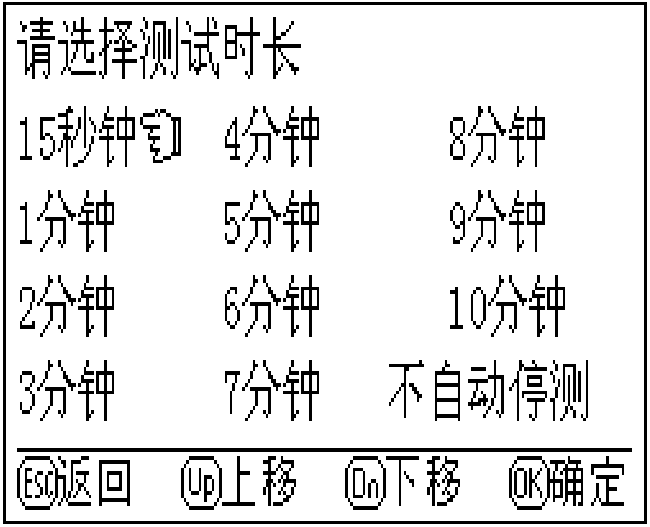 请选择测试时长
15秒钟 4分钟 8分钟
1分钟 5分钟 9分钟
2分钟 6分钟 10分钟
3分钟 7分钟 不自动停测
Esc返回 Up上移 Dn下移 OK确定